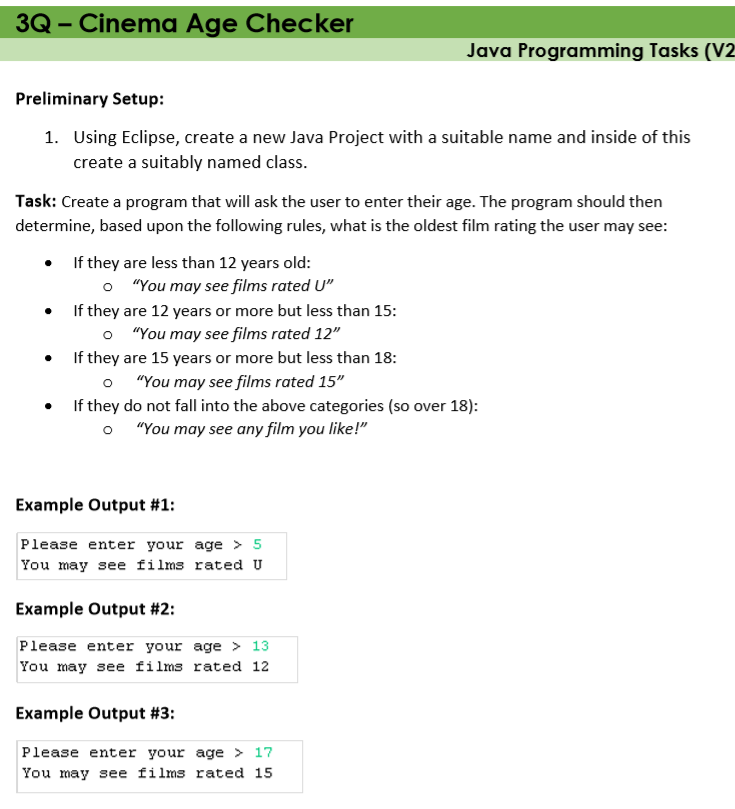 3Q – Cinema Age Checker
Java Programming Tasks (V2
Preliminary Setup:
1. Using Eclipse, create a new Java Project with a suitable name and inside of this
create a suitably named class.
Task: Create a program that will ask the user to enter their age. The program should then
determine, based upon the following rules, what is the oldest film rating the user may see:
• If they are less than 12 years old:
o “You may see films rated U”
• If they are 12 years or more but less than 15:
o “You may see films rated 12”
• If they are 15 years or more but less than 18:
o “You may see films rated 15”
• If they do not fall into the above categories (so over 18):
o “You may see any film you like!”
Example Output #1:
Please enter your age > 5
You may see films rated U
Example Output #2:
Please enter your age > 13
You may see films rated 12
Example Output #3:
Please enter your age > 17
You may see films rated 15